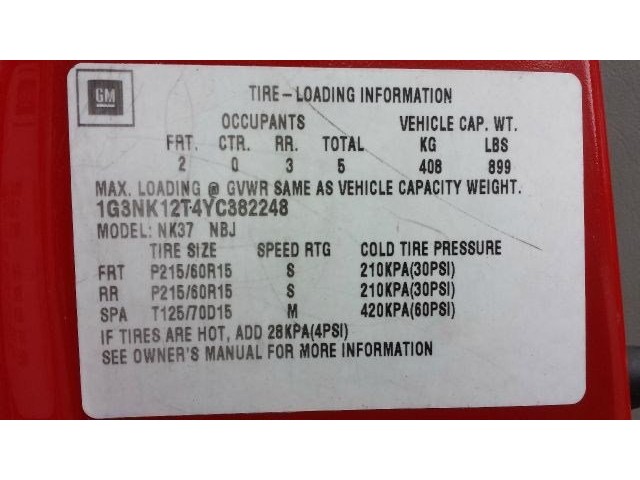 GM
TIRE-LOADING INFORMATION
OCCUPANTS VEHICLE CAP. WT.
FRT. CTR. RR. TOTAL KG LBS
2 0 3 5 408 899
MAX. LOADING @ GVWR SAME AS VEHICLE CAPACITY WEIGHT.
1G3NK12T4YC382248
MODEL: NK37 NBJ
TIRE SIZE SPEED RTG COLD TIRE PRESSURE
FRT P215/60R15 S 210KPA(30PSI)
RR P215/60R15 S 210KPA(30PSI)
SPA T125/70D15 M 420KPA(60PSI)
IF TIRES ARE HOT, ADD 28KPA(4PSI)
SEE OWNER'S MANUAL FOR MORE INFORMATION